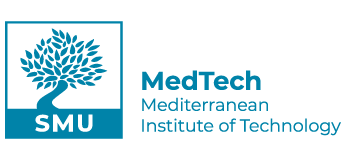 SMU
MedTech
Mediterranean
Institute of Technology